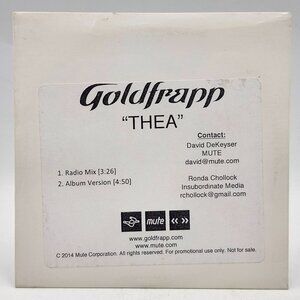 Goldfrapp
"THEA"
Contact:
David DeKeyser
MUTE
david@mute.com
1. Radio Mix [3:26]
2. Album Version [4:50]
Ronda Chollock
Insubordinate Media
rchollock@gmail.com
mute
www.goldfrapp.com
www.mute.com
C 2014 Mute Corporation. All rights reserved. For promotional use only. Not for sale.